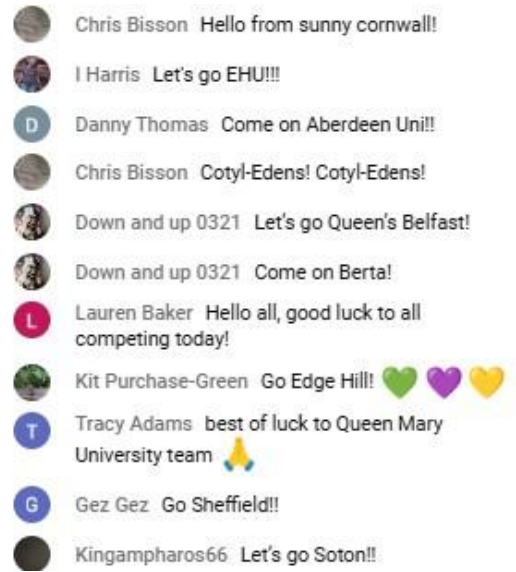 Chris Bisson Hello from sunny cornwall!
I Harris Let's go EHU!!!
D Danny Thomas Come on Aberdeen Uni!!
Chris Bisson Cotyl-Edens! Cotyl-Edens!
Down and up 0321 Let's go Queen's Belfast!
Down and up 0321 Come on Berta!
L Lauren Baker Hello all, good luck to all
competing today!
Kit Purchase-Green Go Edge Hill! 💚 💜 💛
T Tracy Adams best of luck to Queen Mary
University team 🙏
G Gez Gez Go Sheffield!!
Kingampharos66 Let's go Soton!!